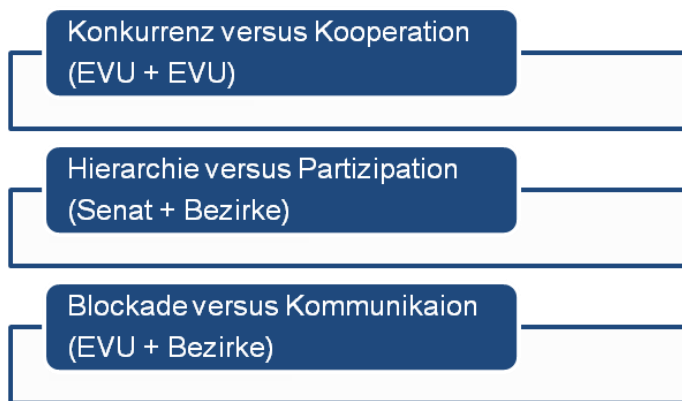 Konkurrenz versus Kooperation
(EVU + EVU)
Hierarchie versus Partizipation
(Senat + Bezirke)
Blockade versus Kommunikaion
(EVU + Bezirke)